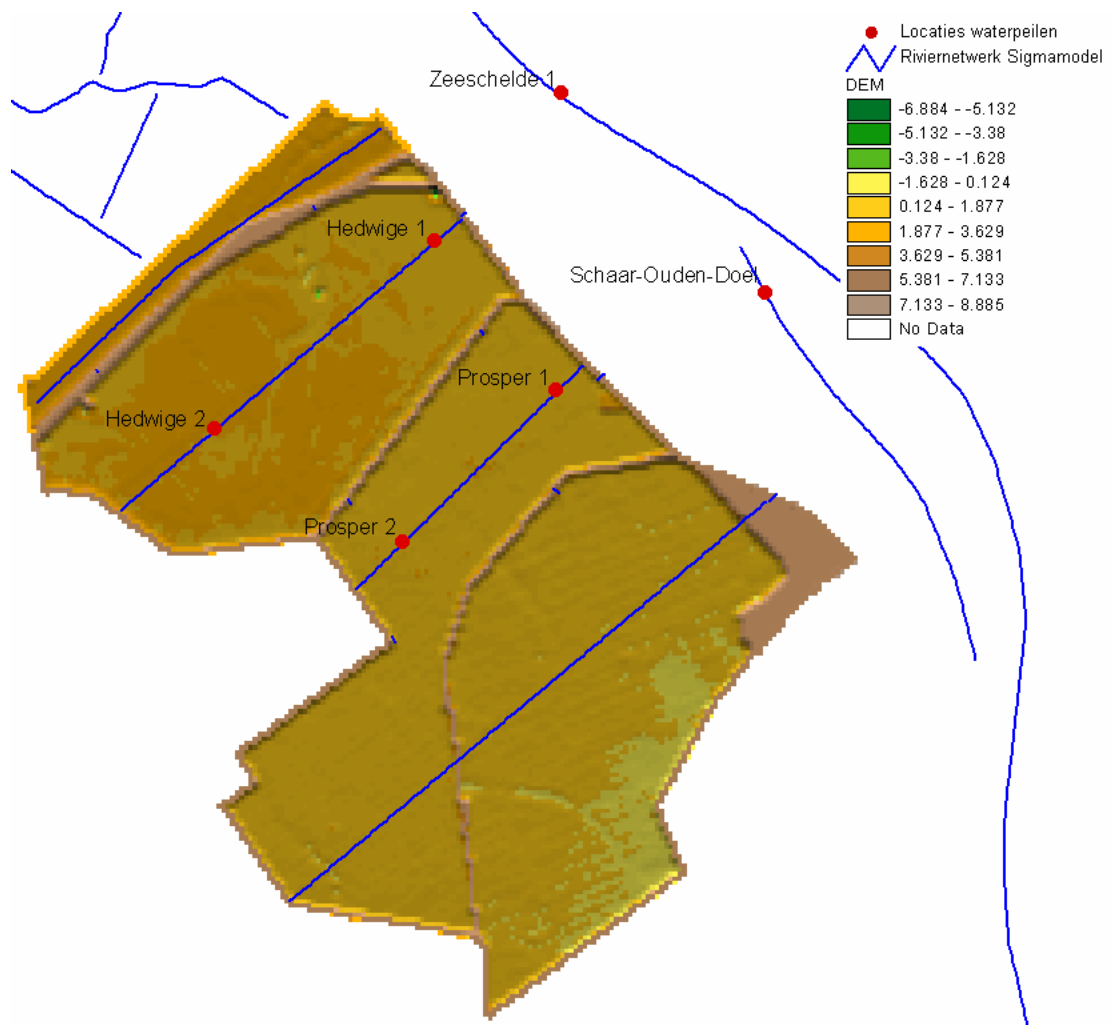 Locaties waterpeilen
Riviernetwerk Sigmamodel
DEM
-6.884 - -5.132
-5.132 - -3.38
-3.38 - -1.628
-1.628 - 0.124
0.124 - 1.877
1.877 - 3.629
3.629 - 5.381
5.381 - 7.133
7.133 - 8.885
No Data
Zeeschelde 1
Hedwige 1
Schaar-Ouden-Doel
Prosper 1
Hedwige 2
Prosper 2